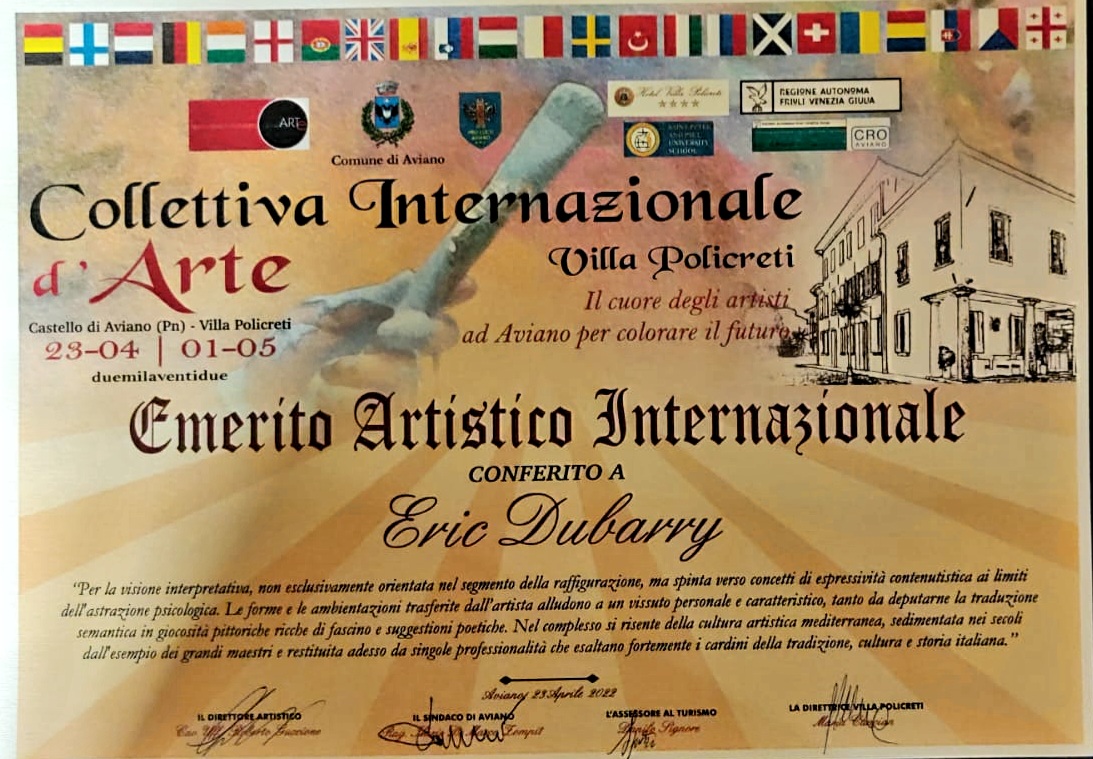 ART
Comune di Aviano
Hotel Villa Policreti
REGIONE AUTONOMA
FRIULI VENEZIA GIULIA
UNIVERSITY
SCHOOL
CRO
AVIANO
Collettiva Internazionale
d'Arte
Villa Policreti
Il cuore degli artisti
ad Aviano per colorare il futuro
Castello di Aviano (Pn) - Villa Policreti
23-04 | 01-05
duemilaventidue
Emerito Artistico Internazionale
CONFERITO A
Eric Dubarry
“Per la visione interpretativa, non esclusivamente orientata nel segmento della raffigurazione, ma spinta verso concetti di espressività contenutistica ai limiti
dell'astrazione psicologica. Le forme e le ambientazioni trasferite dall'artista alludono a un vissuto personale e caratteristico, tanto da deputarne la traduzione
semantica in giocosità pittoriche ricche di fascino e suggestioni poetiche. Nel complesso si risente della cultura artistica mediterranea, sedimentata nei secoli
dall'esempio dei grandi maestri e restituita adesso da singole professionalità che esaltano fortemente i cardini della tradizione, cultura e storia italiana.”
Aviano, 23 Aprile 2022
IL DIRETTORE ARTISTICO
IL SINDACO DI AVIANO
L'ASSESSORE AL TURISMO
Danilo Signore
LA DIRETTRICE VILLA POLICRETI